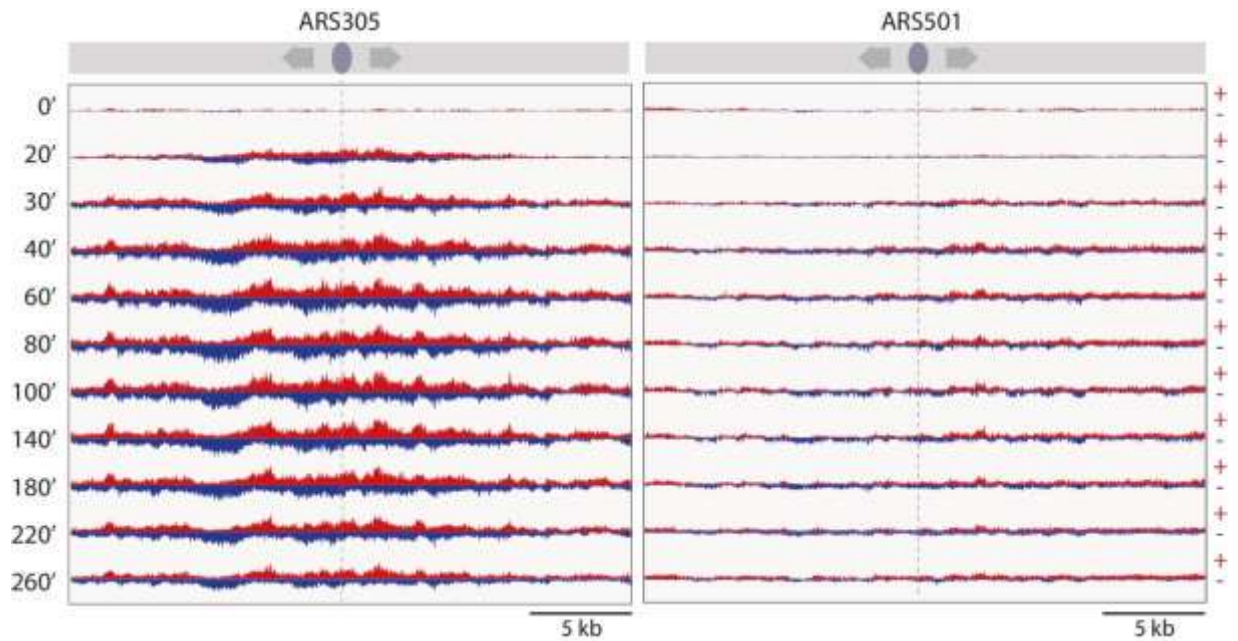 ARS305 ARS501
0' + -
20' + -
30' + -
40' + -
60' + -
80' + -
100' + -
140' + -
180' + -
220' + -
260' + -
5 kb 5 kb